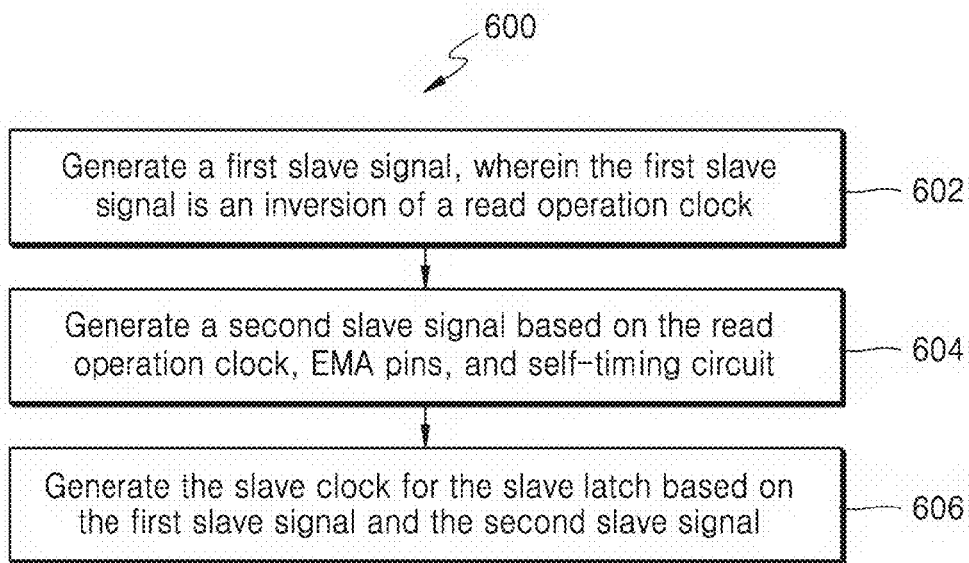 600
Generate a first slave signal, wherein the first slave
signal is an inversion of a read operation clock
602
Generate a second slave signal based on the read
operation clock, EMA pins, and self-timing circuit
604
Generate the slave clock for the slave latch based on
the first slave signal and the second slave signal
606